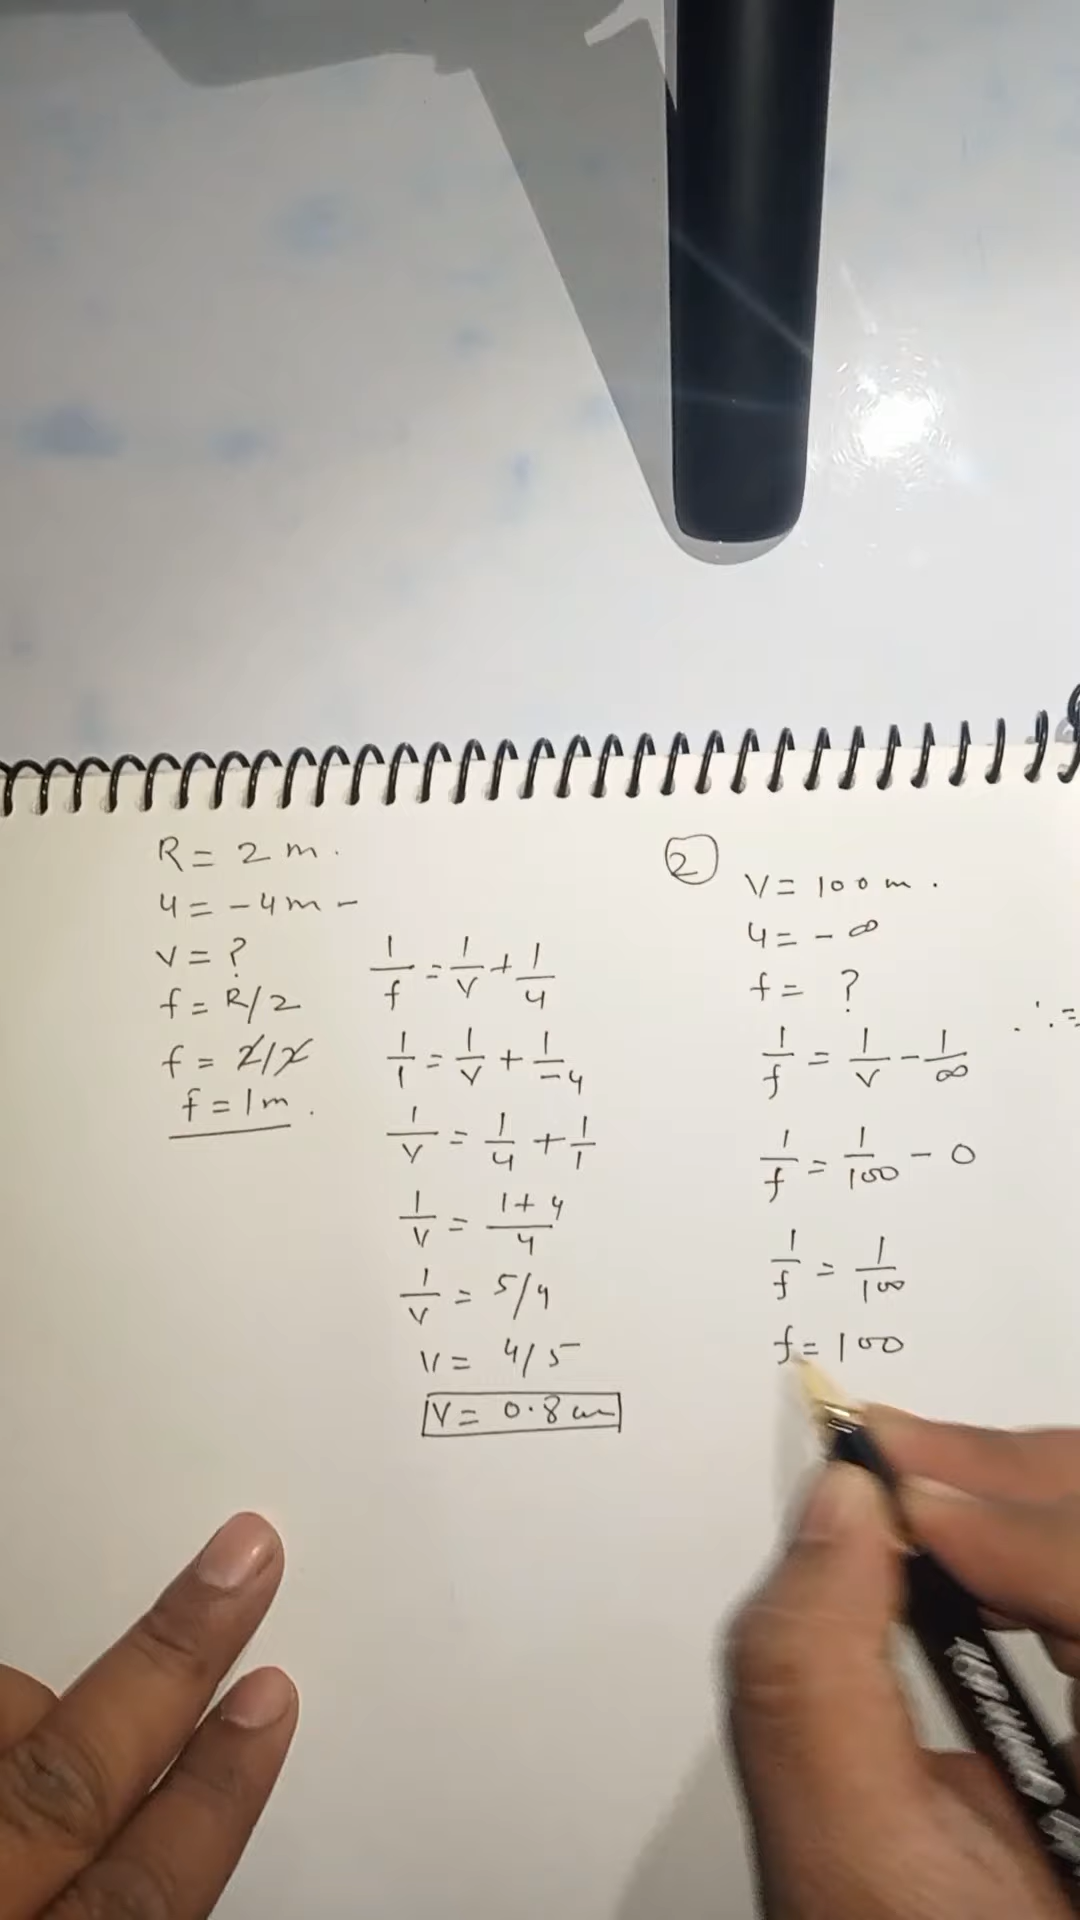 R = 2 m.
u = -4m -
v = ?
f = R/2
f = 2/2
f = 1m.
1/f = 1/v + 1/u
1/1 = 1/v + 1/-4
1/v = 1/4 + 1/1
1/v = 1+4/4
1/v = 5/4
v = 4/5
v = 0.8 m
2
v = 100 m.
u = - ∞
f = ?
1/f = 1/v - 1/∞
1/f = 1/100 - 0
1/f = 1/100
f = 100
∴ =